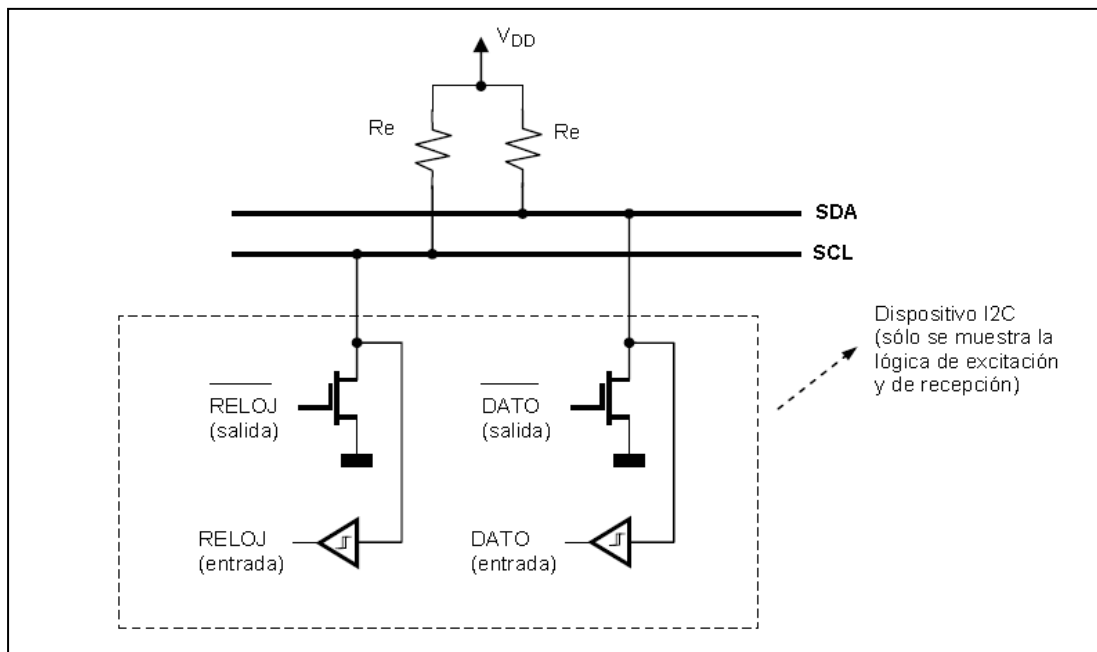 V_DD
Re
Re
SDA
SCL
Dispositivo I2C
(sólo se muestra la
lógica de excitación
y de recepción)
RELOJ
(salida)
DATO
(salida)
RELOJ
(entrada)
DATO
(entrada)